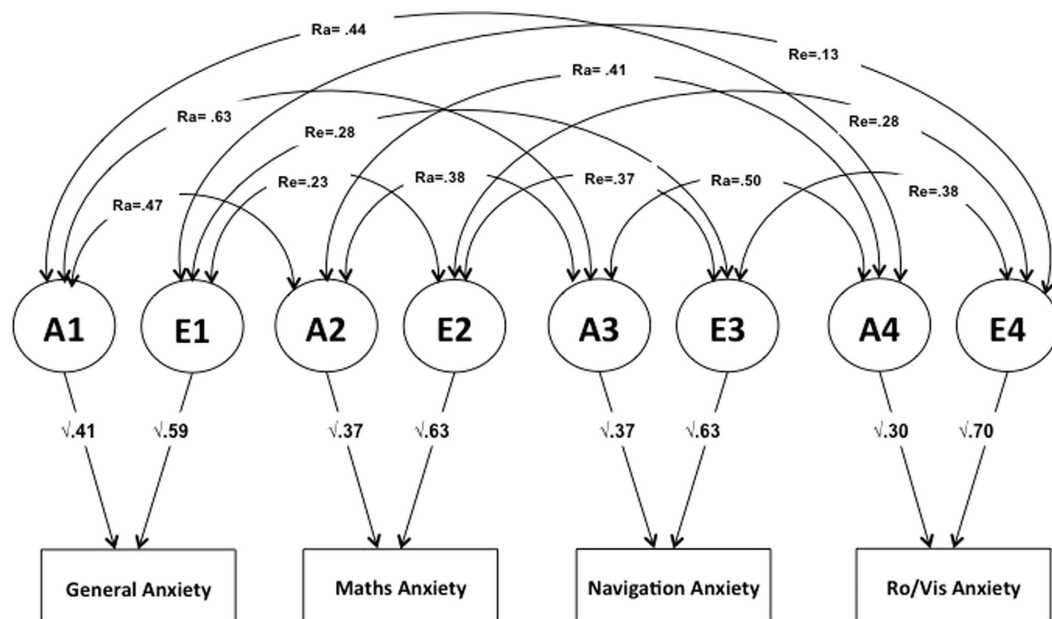 Ra= .44
Re=.13
Ra= .41
Ra= .63
Re=.28
Re=.28
Ra=.47
Re=.23
Ra=.38
Re=.37
Ra=.50
Re=.38
A1 E1 A2 E2 A3 E3 A4 E4
√.41 √.59 √.37 √.63 √.37 √.63 √.30 √.70
General Anxiety Maths Anxiety Navigation Anxiety Ro/Vis Anxiety